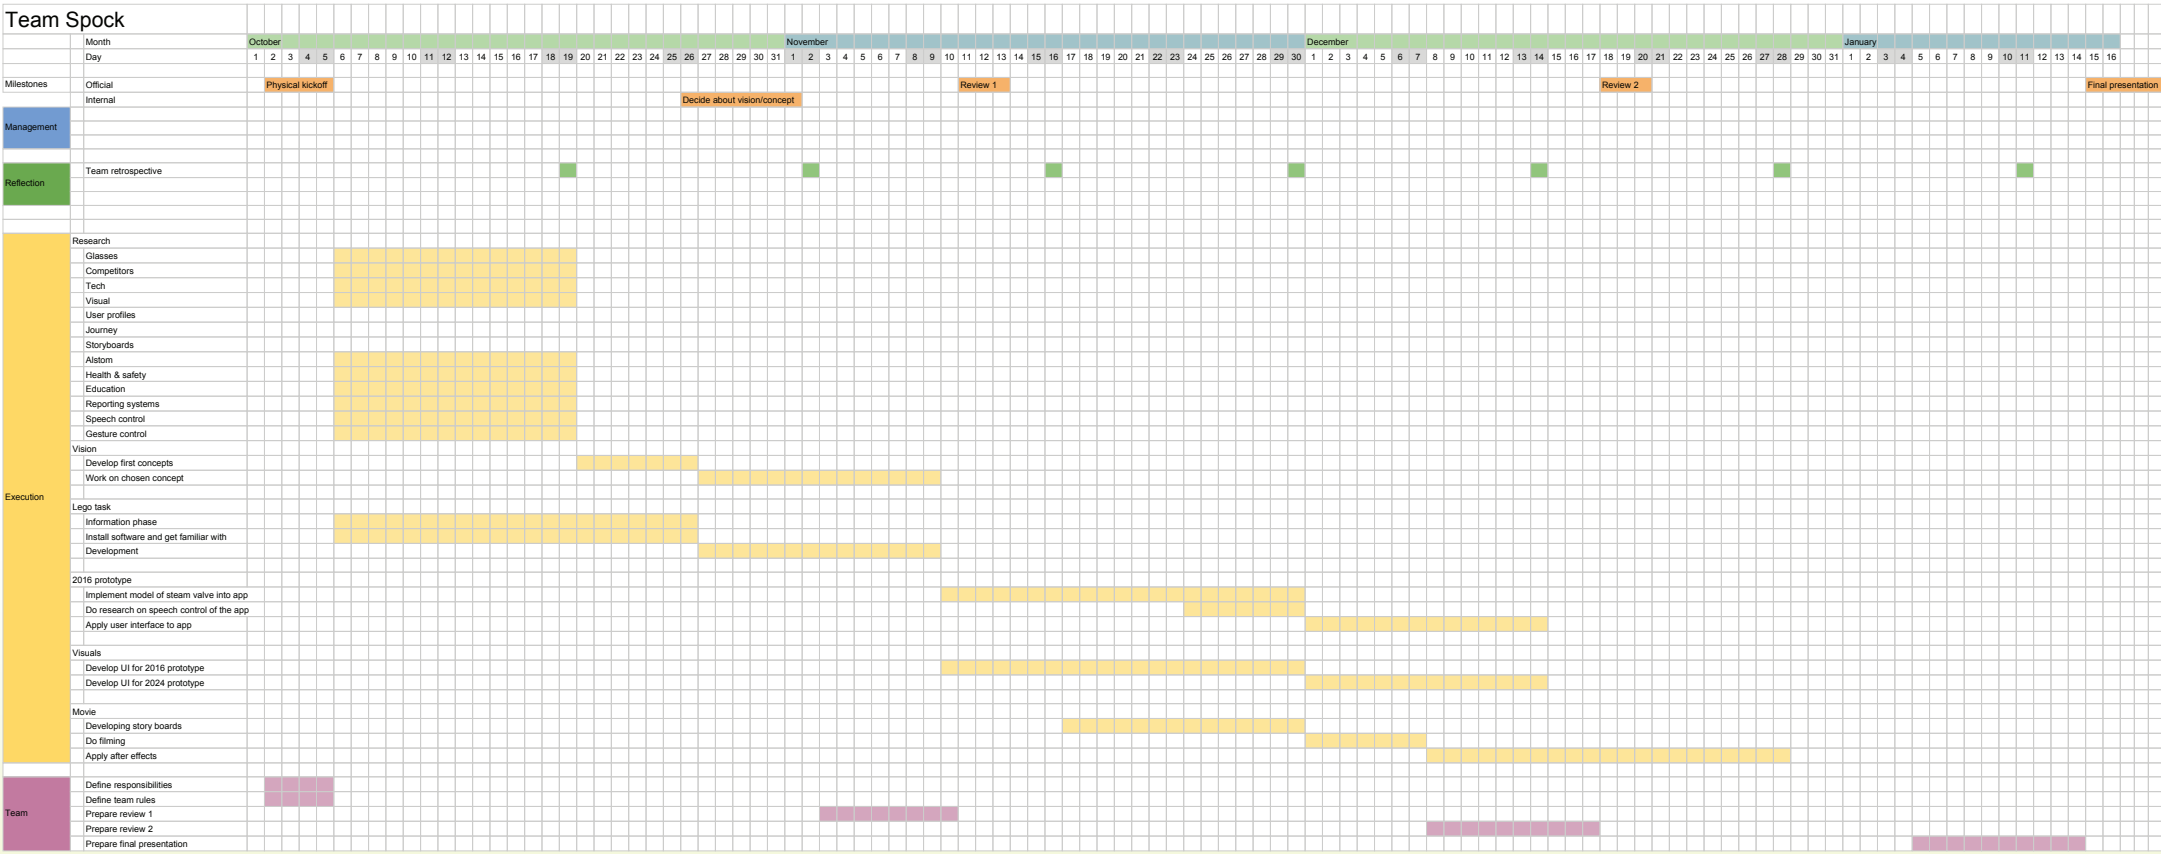 Team Spock
Month October November December January
Day 1 2 3 4 5 6 7 8 9 10 11 12 13 14 15 16 17 18 19 20 21 22 23 24 25 26 27 28 29 30 31 1 2 3 4 5 6 7 8 9 10 11 12 13 14 15 16 17 18 19 20 21 22 23 24 25 26 27 28 29 30 1 2 3 4 5 6 7 8 9 10 11 12 13 14 15 16 17 18 19 20 21 22 23 24 25 26 27 28 29 30 31 1 2 3 4 5 6 7 8 9 10 11 12 13 14 15 16
Milestones Official Physical kickoff Review 1 Review 2 Final presentation
Internal Decide about vision/concept
Management
Team retrospective
Reflection
Research
Glasses
Competitors
Tech
Visual
User profiles
Journey
Storyboards
Alstom
Health & safety
Education
Reporting systems
Speech control
Gesture control
Vision
Develop first concepts
Work on chosen concept
Execution
Lego task
Information phase
Install software and get familiar with
Development
2016 prototype
Implement model of steam valve into app
Do research on speech control of the app
Apply user interface to app
Visuals
Develop UI for 2016 prototype
Develop UI for 2024 prototype
Movie
Developing story boards
Do filming
Apply after effects
Define responsibilities
Define team rules
Team Prepare review 1
Prepare review 2
Prepare final presentation